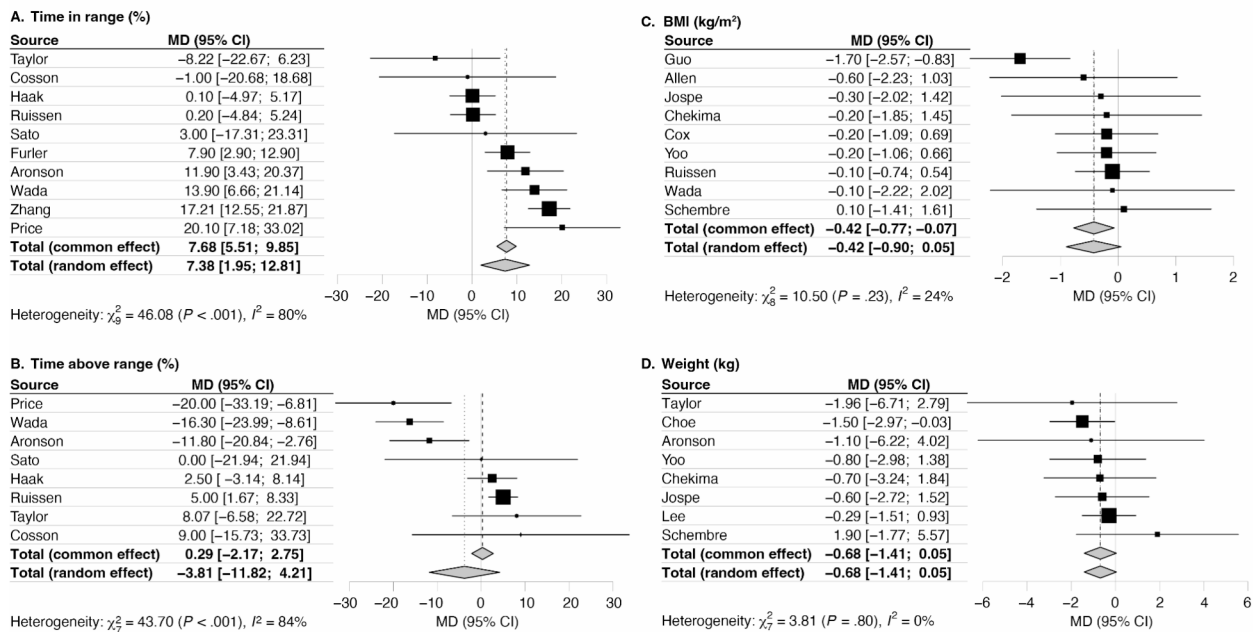 A. Time in range (%)
Source MD (95% CI)
Taylor −8.22 [−22.67; 6.23]
Cosson −1.00 [−20.68; 18.68]
Haak 0.10 [−4.97; 5.17]
Ruissen 0.20 [−4.84; 5.24]
Sato 3.00 [−17.31; 23.31]
Furler 7.90 [2.90; 12.90]
Aronson 11.90 [3.43; 20.37]
Wada 13.90 [6.66; 21.14]
Zhang 17.21 [12.55; 21.87]
Price 20.10 [7.18; 33.02]
Total (common effect) 7.68 [5.51; 9.85]
Total (random effect) 7.38 [1.95; 12.81]
−30 −20 −10 0 10 20 30
MD (95% CI)
Heterogeneity: χ²₉ = 46.08 (P < .001), I² = 80%
B. Time above range (%)
Source MD (95% CI)
Price −20.00 [−33.19; −6.81]
Wada −16.30 [−23.99; −8.61]
Aronson −11.80 [−20.84; −2.76]
Sato 0.00 [−21.94; 21.94]
Haak 2.50 [−3.14; 8.14]
Ruissen 5.00 [1.67; 8.33]
Taylor 8.07 [−6.58; 22.72]
Cosson 9.00 [−15.73; 33.73]
Total (common effect) 0.29 [−2.17; 2.75]
Total (random effect) −3.81 [−11.82; 4.21]
−30 −20 −10 0 10 20 30
MD (95% CI)
Heterogeneity: χ²₇ = 43.70 (P < .001), I² = 84%
C. BMI (kg/m²)
Source MD (95% CI)
Guo −1.70 [−2.57; −0.83]
Allen −0.60 [−2.23; 1.03]
Jospe −0.30 [−2.02; 1.42]
Chekima −0.20 [−1.85; 1.45]
Cox −0.20 [−1.09; 0.69]
Yoo −0.20 [−1.06; 0.66]
Ruissen −0.10 [−0.74; 0.54]
Wada −0.10 [−2.22; 2.02]
Schembre 0.10 [−1.41; 1.61]
Total (common effect) −0.42 [−0.77; −0.07]
Total (random effect) −0.42 [−0.90; 0.05]
−2 −1 0 1 2
MD (95% CI)
Heterogeneity: χ²₈ = 10.50 (P = .23), I² = 24%
D. Weight (kg)
Source MD (95% CI)
Taylor −1.96 [−6.71; 2.79]
Choe −1.50 [−2.97; −0.03]
Aronson −1.10 [−6.22; 4.02]
Yoo −0.80 [−2.98; 1.38]
Chekima −0.70 [−3.24; 1.84]
Jospe −0.60 [−2.72; 1.52]
Lee −0.29 [−1.51; 0.93]
Schembre 1.90 [−1.77; 5.57]
Total (common effect) −0.68 [−1.41; 0.05]
Total (random effect) −0.68 [−1.41; 0.05]
−6 −4 −2 0 2 4 6
MD (95% CI)
Heterogeneity: χ²₇ = 3.81 (P = .80), I² = 0%